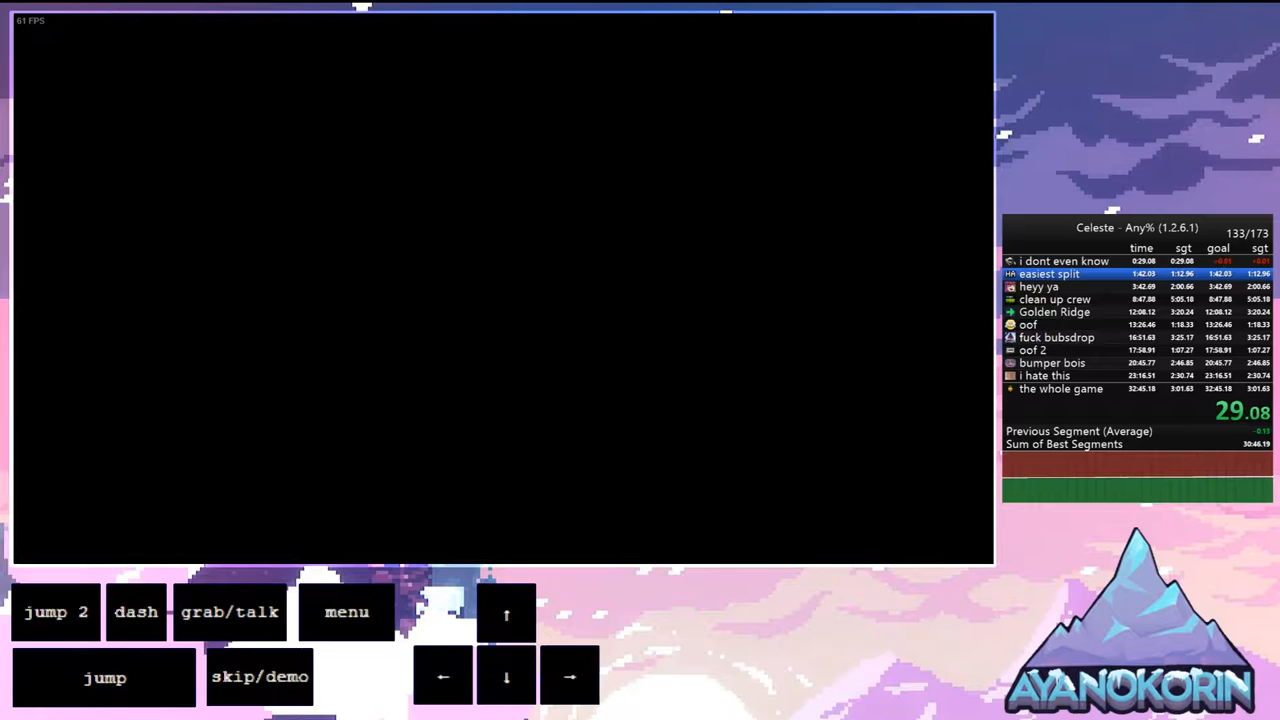 61 FPS
Celeste - Any% (1.2.6.1)
133/173
time sgt goal sgt
i dont even know 0:29.08 0:29.08 +0.01 +0.01
easiest split 1:42.03 1:12.96 1:42.03 1:12.96
heyy ya 3:42.69 2:00.66 3:42.69 2:00.66
clean up crew 8:47.88 5:05.18 8:47.88 5:05.18
Golden Ridge 12:08.12 3:20.24 12:08.12 3:20.24
oof 13:26.46 1:18.33 13:26.46 1:18.33
fuck bubsdrop 16:51.63 3:25.17 16:51.63 3:25.17
oof 2 17:58.91 1:07.27 17:58.91 1:07.27
bumper bois 20:45.77 2:46.85 20:45.77 2:46.85
i hate this 23:16.51 2:30.74 23:16.51 2:30.74
the whole game 32:45.18 3:01.63 32:45.18 3:01.63
29.08
Previous Segment (Average) -0.13
Sum of Best Segments 30:46.19
jump 2 dash grab/talk menu ↑
jump skip/demo ← ↓ →
AYANOKORIN